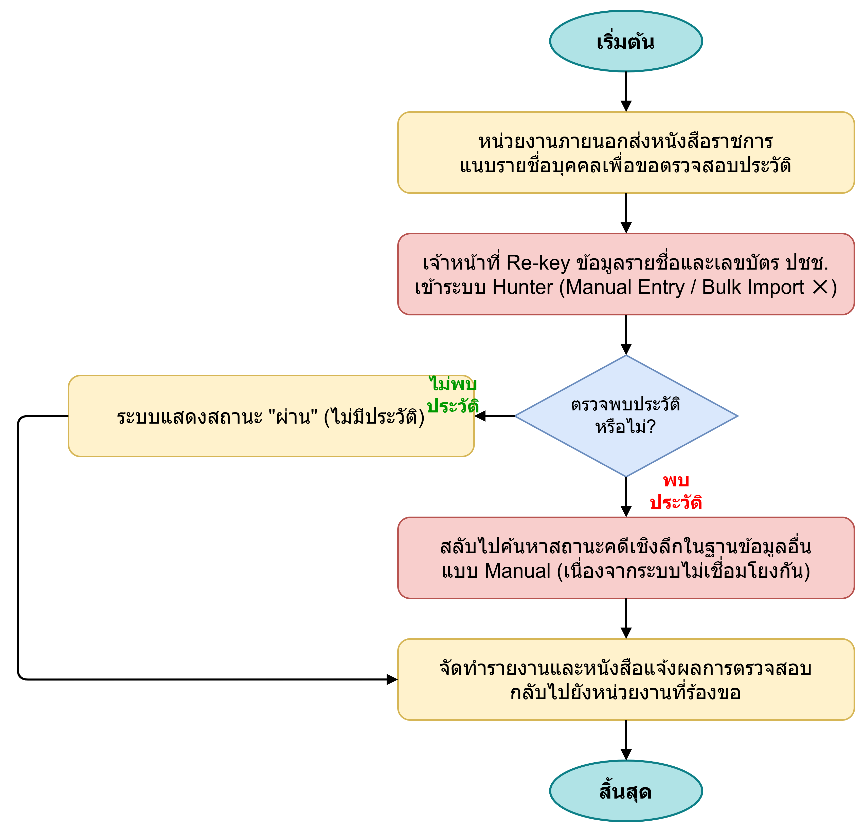 เริ่มต้น
หน่วยงานภายนอกส่งหนังสือราชการ
แนบรายชื่อบุคคลเพื่อขอตรวจสอบประวัติ
เจ้าหน้าที่ Re-key ข้อมูลรายชื่อและเลขบัตร ปชช.
เข้าระบบ Hunter (Manual Entry / Bulk Import ✕)
ตรวจพบประวัติ
หรือไม่?
ไม่พบ
ประวัติ
ระบบแสดงสถานะ "ผ่าน" (ไม่มีประวัติ)
พบ
ประวัติ
สลับไปค้นหาสถานะคดีเชิงลึกในฐานข้อมูลอื่น
แบบ Manual (เนื่องจากระบบไม่เชื่อมโยงกัน)
จัดทำรายงานและหนังสือแจ้งผลการตรวจสอบ
กลับไปยังหน่วยงานที่ร้องขอ
สิ้นสุด